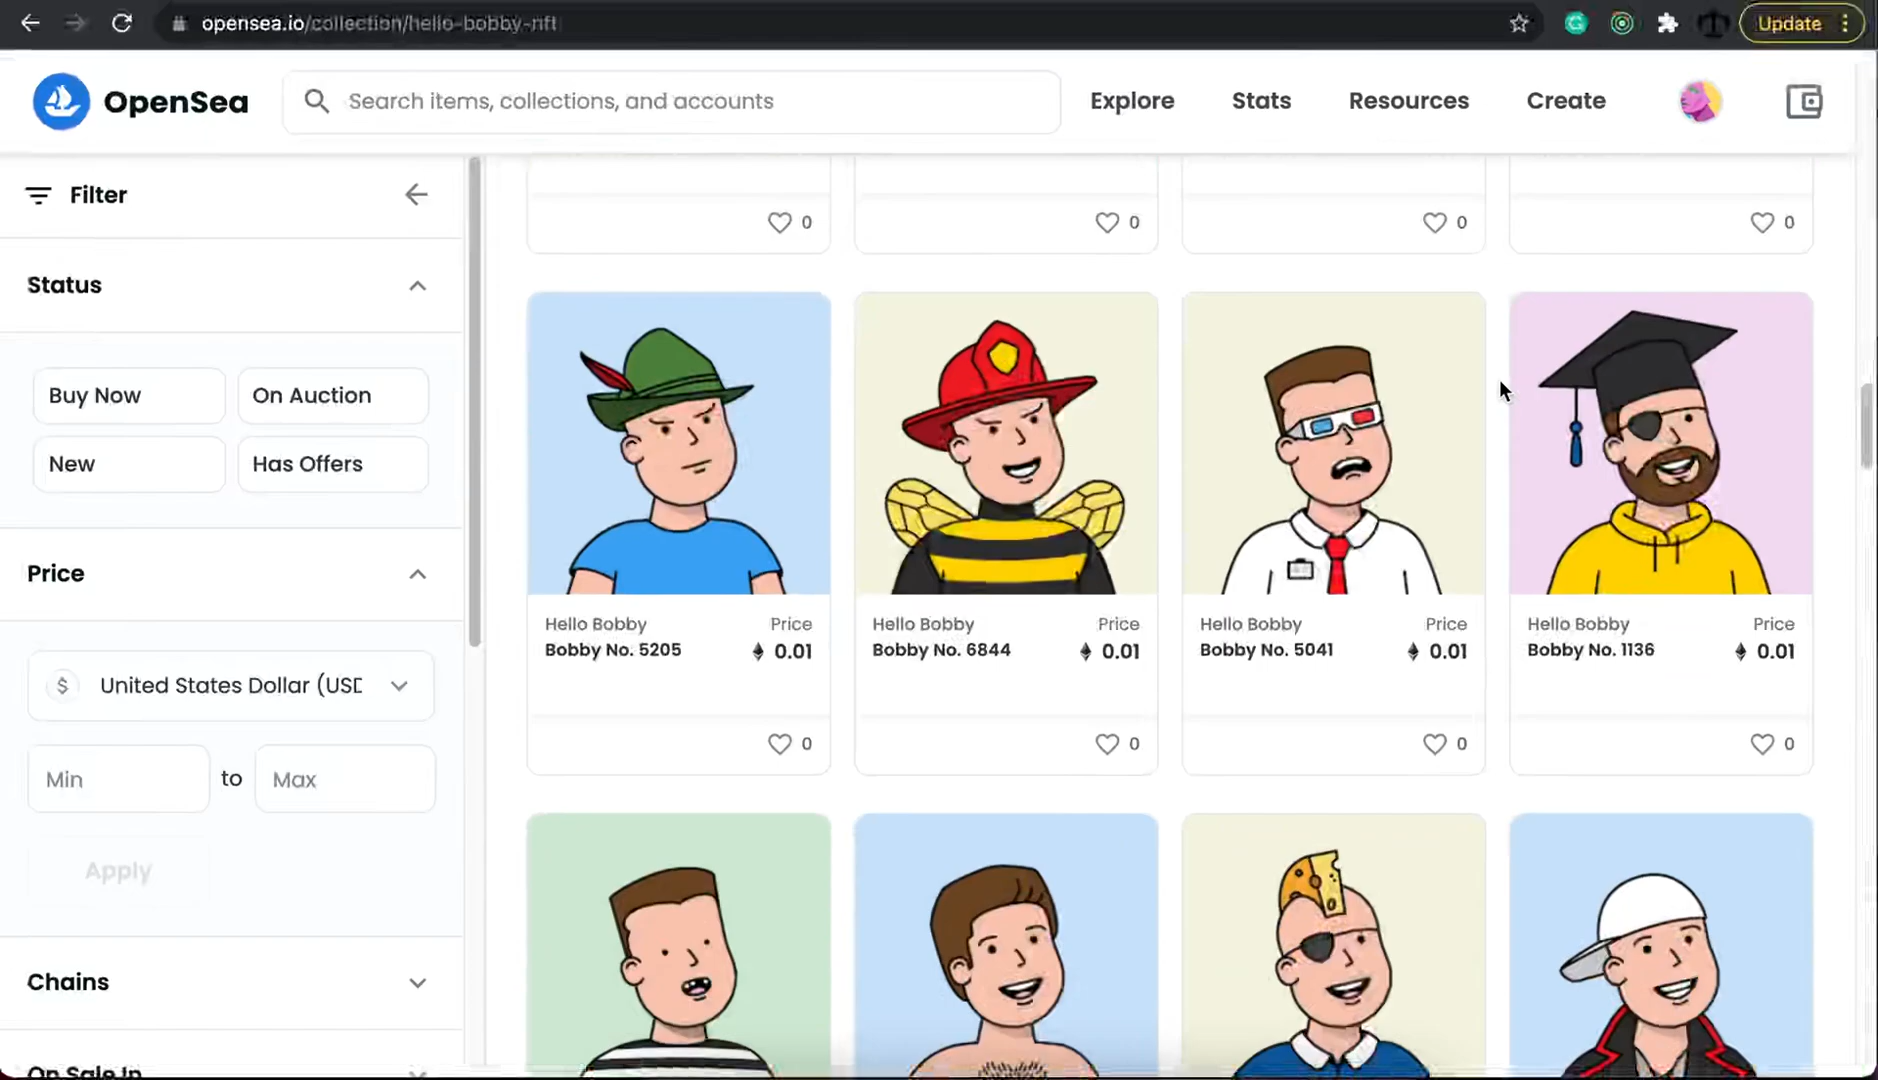 opensea.io/collection/hello-bobby-nft
Update
OpenSea
Search items, collections, and accounts
Explore
Stats
Resources
Create
Filter
0
0
0
0
Status
Buy Now
On Auction
New
Has Offers
Price
$ United States Dollar (USD
Min
to
Max
Apply
Chains
On Sale In
Hello Bobby
Price
Bobby No. 5205
0.01
0
Hello Bobby
Price
Bobby No. 6844
0.01
0
Hello Bobby
Price
Bobby No. 5041
0.01
0
Hello Bobby
Price
Bobby No. 1136
0.01
0